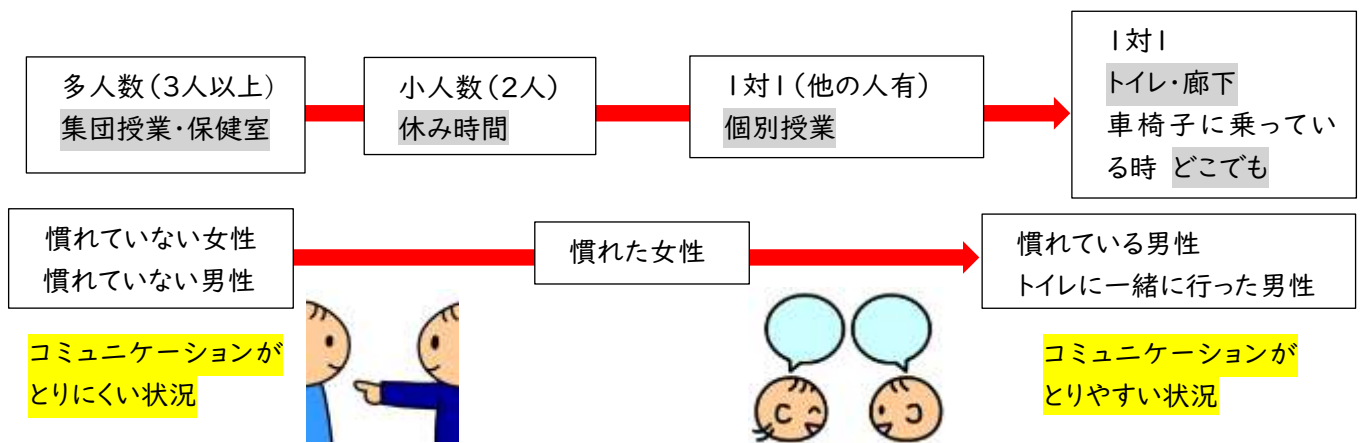 多人数(3人以上)
集団授業・保健室
小人数(2人)
休み時間
1対1(他の人有)
個別授業
1対1
トイレ・廊下
車椅子に乗ってい
る時 どこでも
慣れていない女性
慣れていない男性
慣れた女性
慣れている男性
トイレに一緒に行った男性
コミュニケーションが
とりにくい状況
コミュニケーションが
とりやすい状況